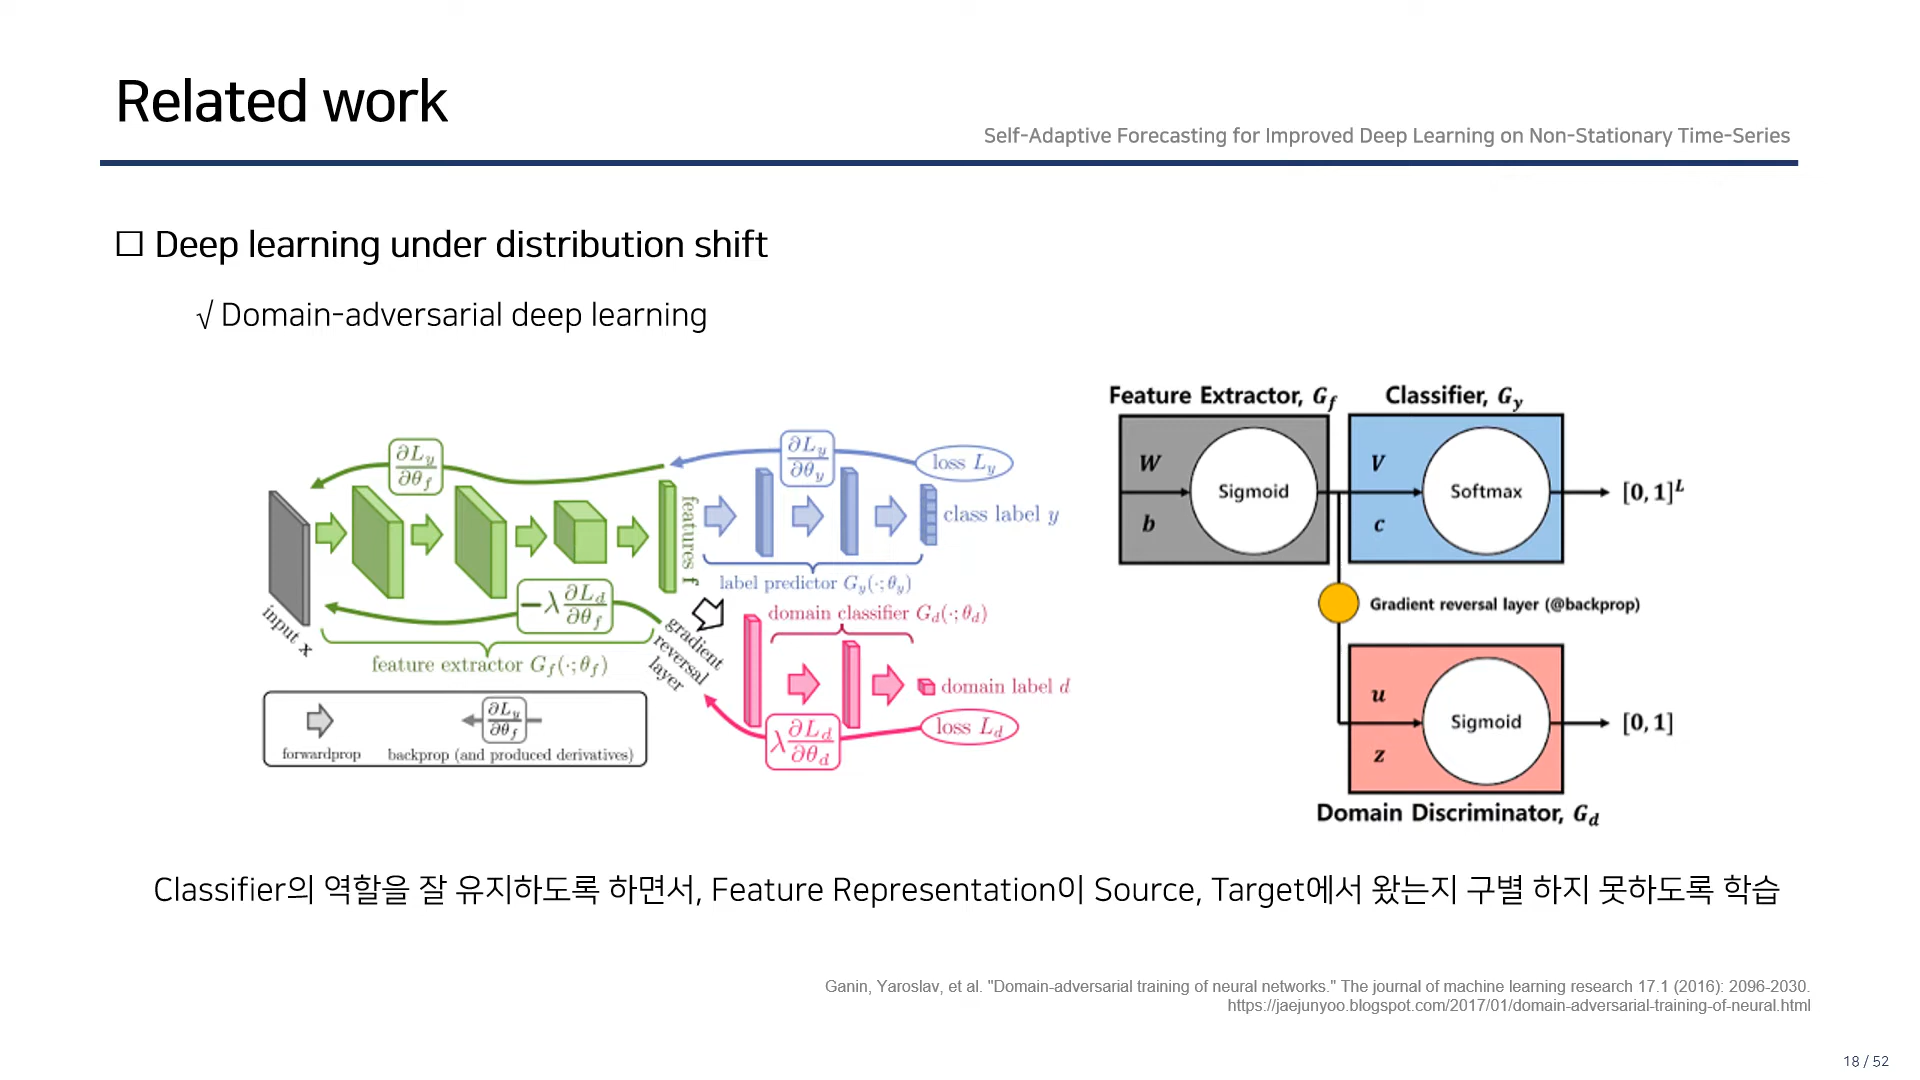 Related work
Self-Adaptive Forecasting for Improved Deep Learning on Non-Stationary Time-Series
□ Deep learning under distribution shift
√ Domain-adversarial deep learning
∂L_y/∂θ_f
∂L_y/∂θ_y
loss L_y
features f
class label y
label predictor G_y(·; θ_y)
input x
−λ ∂L_d/∂θ_f
feature extractor G_f(·; θ_f)
gradient reversal layer
domain classifier G_d(·; θ_d)
domain label d
λ ∂L_d/∂θ_d
loss L_d
∂L_y/∂θ_f
forwardprop
backprop (and produced derivatives)
Feature Extractor, G_f
Classifier, G_y
W
b
Sigmoid
V
c
Softmax
[0, 1]^L
Gradient reversal layer (@backprop)
u
z
Sigmoid
[0, 1]
Domain Discriminator, G_d
Classifier의 역할을 잘 유지하도록 하면서, Feature Representation이 Source, Target에서 왔는지 구별 하지 못하도록 학습
Ganin, Yaroslav, et al. "Domain-adversarial training of neural networks." The journal of machine learning research 17.1 (2016): 2096-2030.
https://jaejunyoo.blogspot.com/2017/01/domain-adversarial-training-of-neural.html
18 / 52